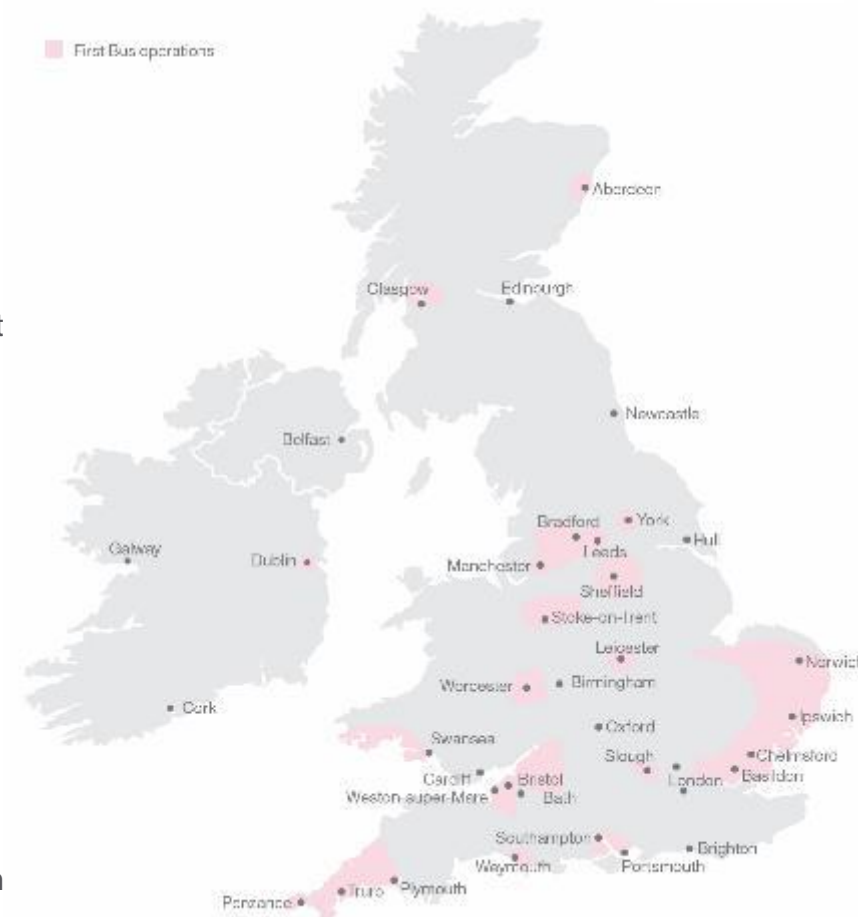 First Bus operations
Aberdeen
Glasgow
Edinburgh
t
Newcastle
Belfast
Bradford
York
Leeds
Hull
Galway
Dublin
Manchester
Sheffield
Stoke-on-Trent
Leicester
Norwich
Worcester
Birmingham
Cork
Ipswich
Oxford
Swansea
Slough
Chelmsford
Cardiff
Bristol
London
Basildon
Weston-super-Mare
Bath
Southampton
Brighton
Weymouth
Portsmouth
Truro
Plymouth
n
Penzance